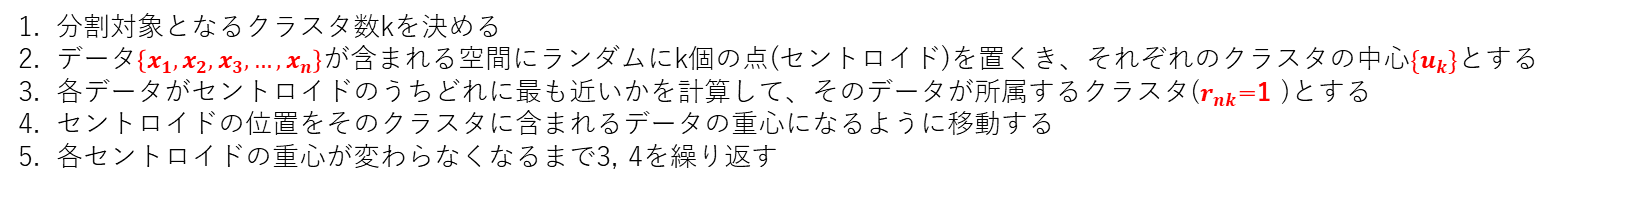 1. 分割対象となるクラスタ数kを決める
2. データ{x₁, x₂, x₃, …, xₙ}が含まれる空間にランダムにk個の点(セントロイド)を置くき、それぞれのクラスタの中心{uₖ}とする
3. 各データがセントロイドのうちどれに最も近いかを計算して、そのデータが所属するクラスタ(rₙₖ=1 )とする
4. セントロイドの位置をそのクラスタに含まれるデータの重心になるように移動する
5. 各セントロイドの重心が変わらなくなるまで3, 4を繰り返す